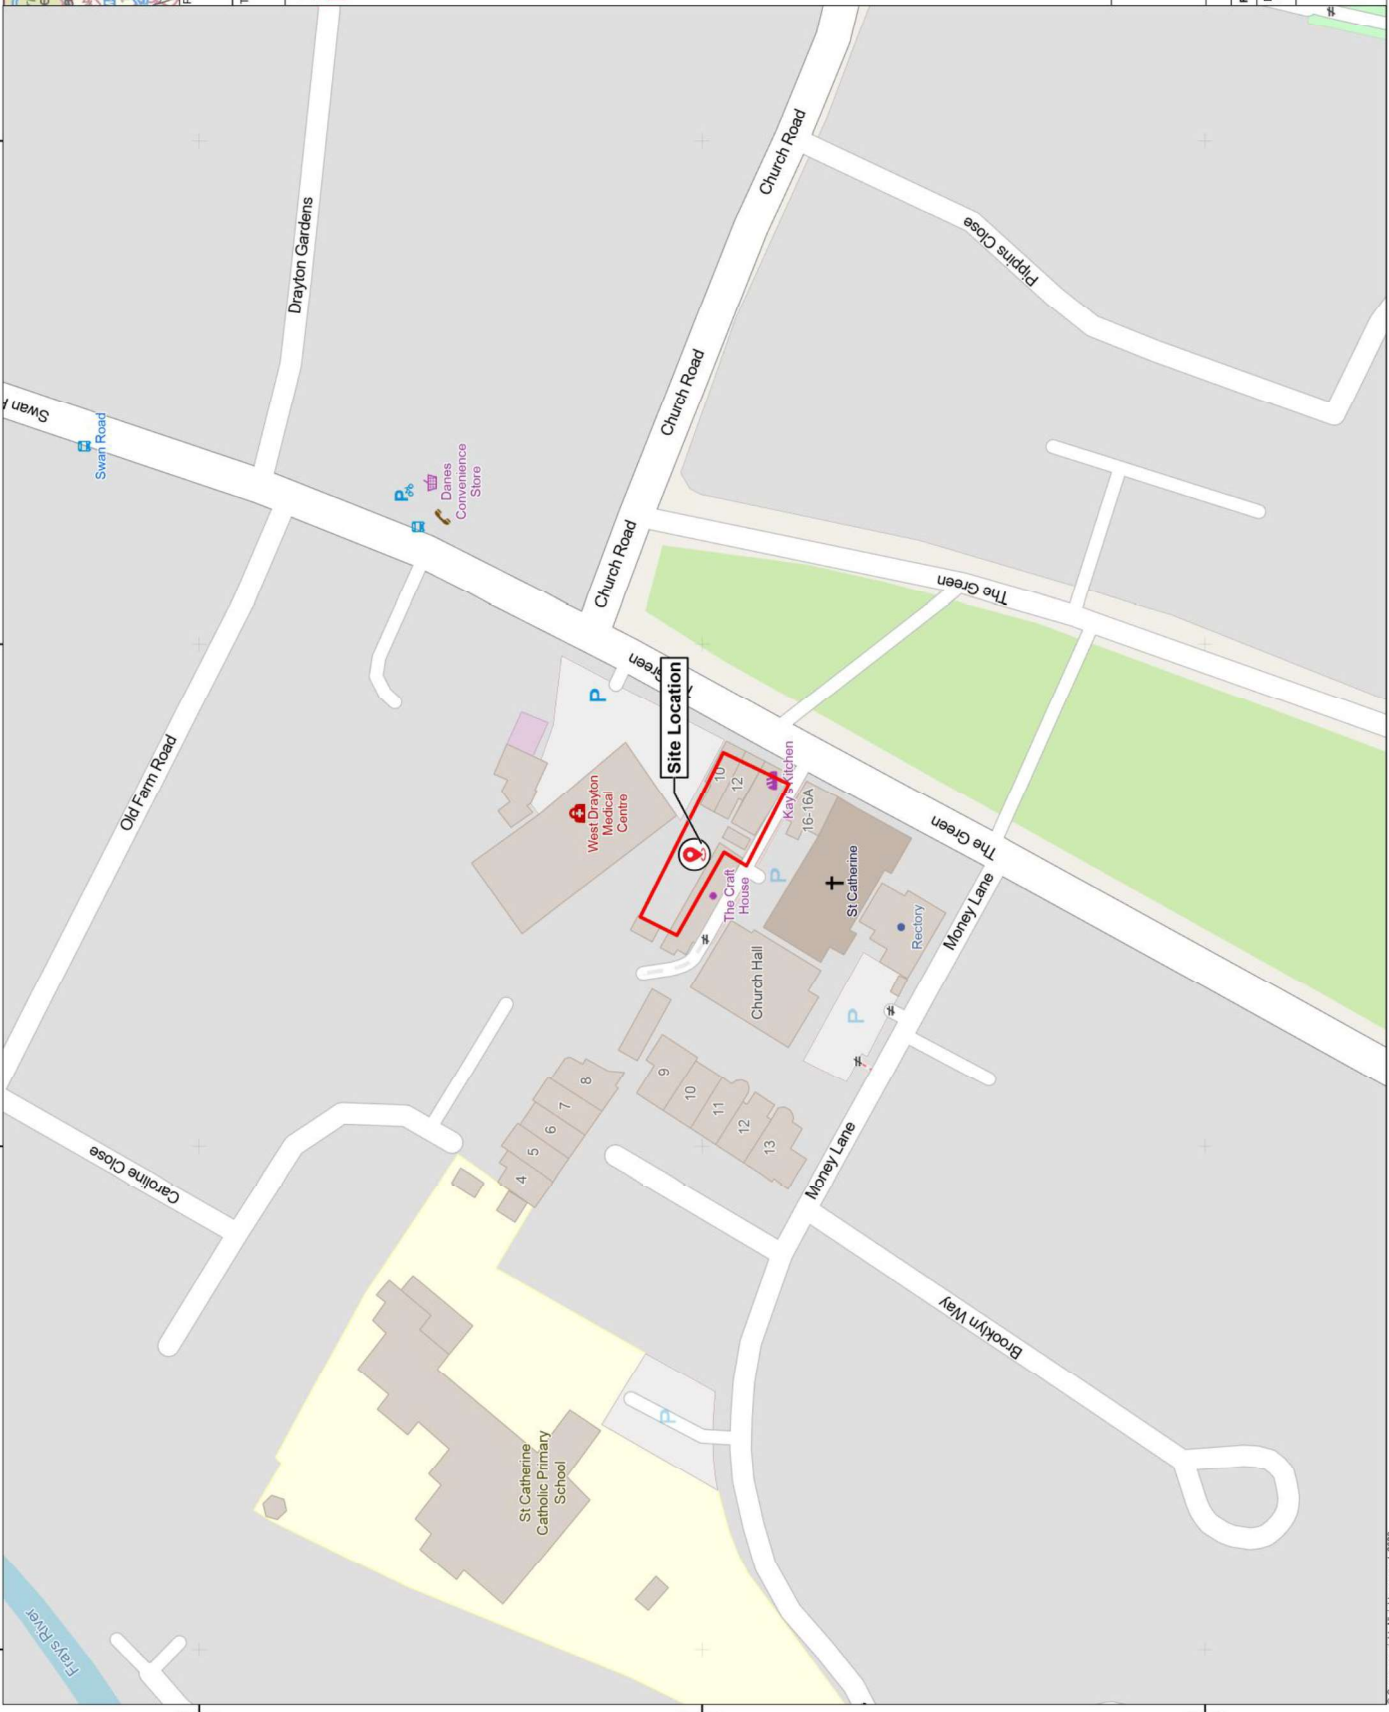 Swan
Swan Road
Drayton Gardens
Church Road
Pippins Close
P
Danes
Convenience
Store
Church Road
Old Farm Road
Church Road
The Green
Green
P
Site Location
West Drayton
Medical
Centre
10
12
Kay's Kitchen
16-16A
The Green
The Craft
House
P
St Catherine
Rectory
Money Lane
Church Hall
P
9
10
11
12
13
8
7
6
5
4
Caroline Close
Money Lane
Brooklyn Way
P
St Catherine
Catholic Primary
School
Frays River